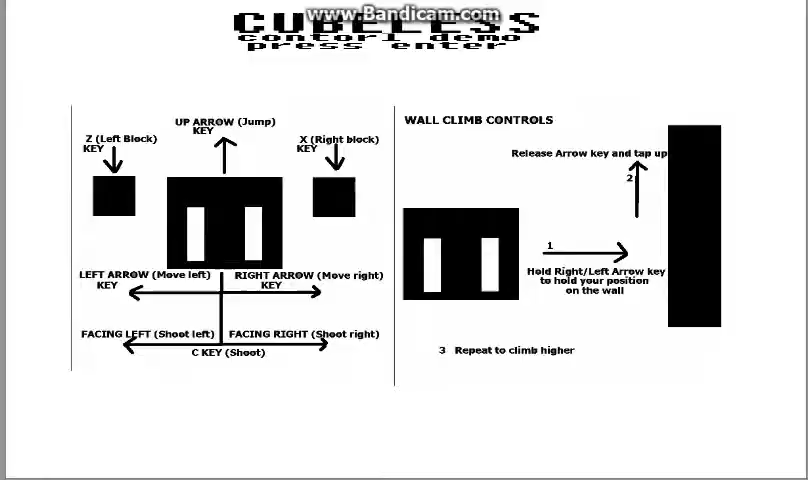 www.Bandicam.com
CUBELESS
contorl demo
press enter
UP ARROW (Jump)
KEY
Z (Left Block)
KEY
X (Right block)
KEY
LEFT ARROW (Move left)
KEY
RIGHT ARROW (Move right)
KEY
FACING LEFT (Shoot left)
FACING RIGHT (Shoot right)
C KEY (Shoot)
WALL CLIMB CONTROLS
Release Arrow key and tap up
2
1
Hold Right/Left Arrow key
to hold your position
on the wall
3 Repeat to climb higher